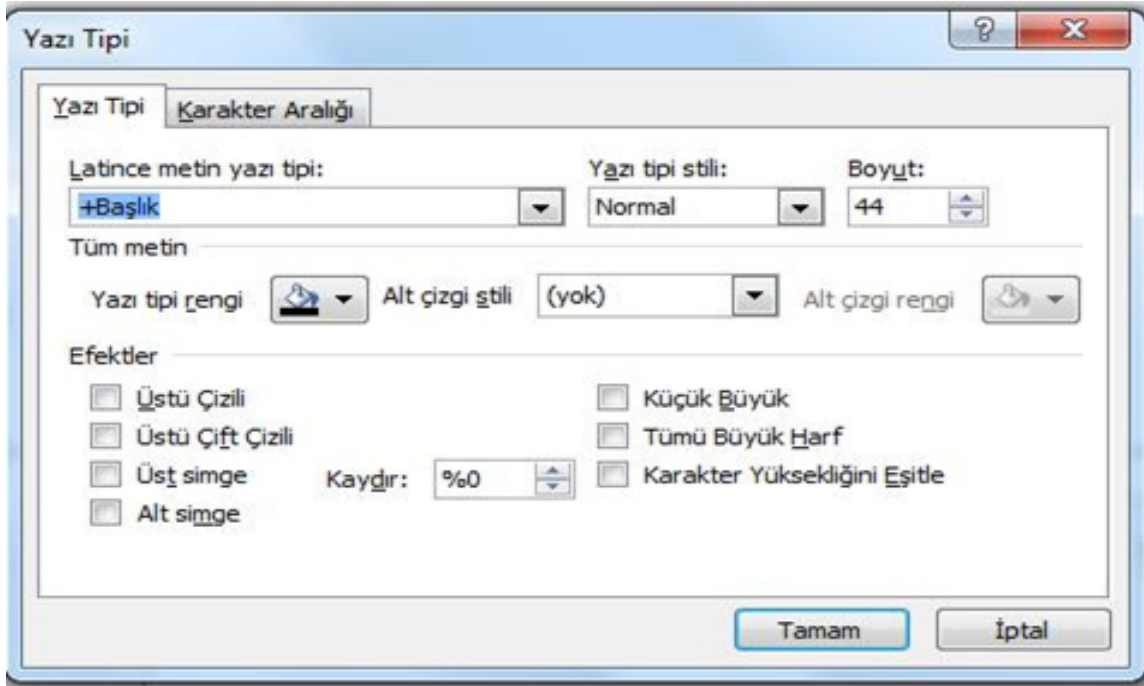 Yazı Tipi
Yazı Tipi Karakter Aralığı
Latince metin yazı tipi: Yazı tipi stili: Boyut:
+Başlık Normal 44
Tüm metin
Yazı tipi rengi Alt çizgi stili (yok) Alt çizgi rengi
Efektler
Üstü Çizili Küçük Büyük
Üstü Çift Çizili Tümü Büyük Harf
Üst simge Kaydır: %0 Karakter Yüksekliğini Eşitle
Alt simge
Tamam İptal